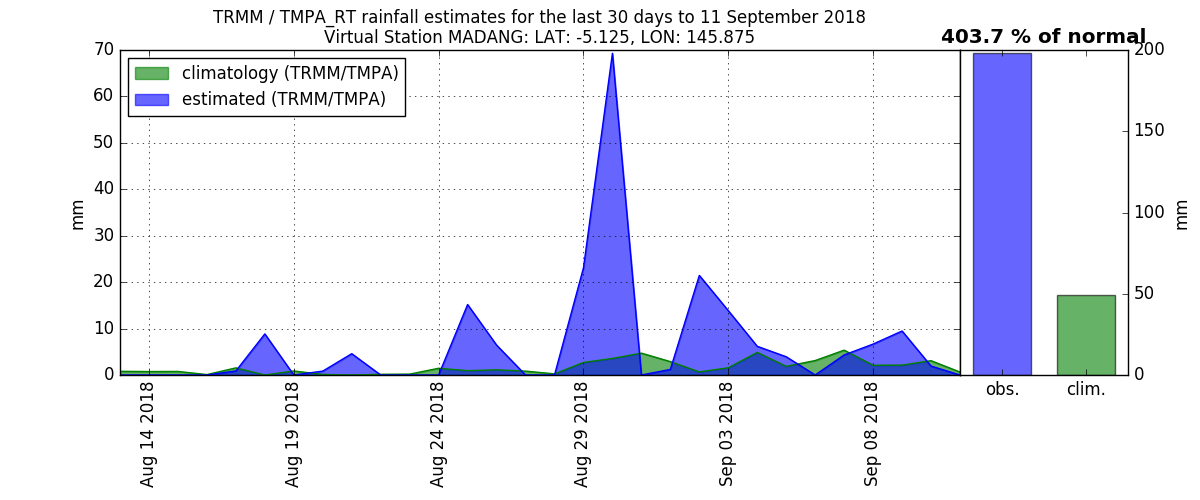 TRMM / TMPA_RT rainfall estimates for the last 30 days to 11 September 2018
Virtual Station MADANG: LAT: -5.125, LON: 145.875
403.7 % of normal
climatology (TRMM/TMPA)
estimated (TRMM/TMPA)
70
60
50
40
30
20
10
0
mm
Aug 14 2018
Aug 19 2018
Aug 24 2018
Aug 29 2018
Sep 03 2018
Sep 08 2018
200
150
100
50
0
mm
obs.
clim.